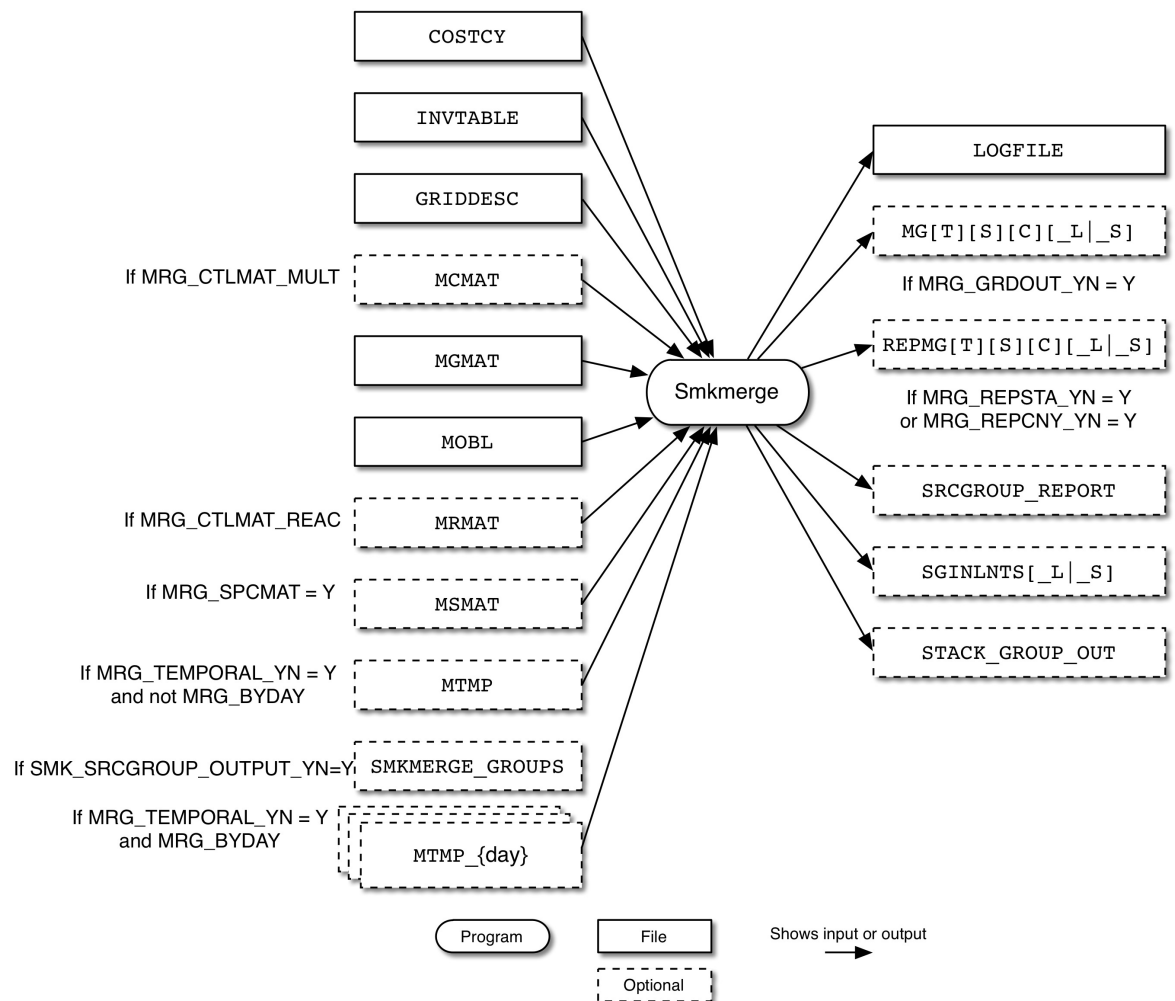 COSTCY
INVTABLE
GRIDDESC
If MRG_CTLMAT_MULT
MCMAT
MGMAT
MOBL
If MRG_CTLMAT_REAC
MRMAT
If MRG_SPCMAT = Y
MSMAT
If MRG_TEMPORAL_YN = Y
and not MRG_BYDAY
MTMP
If SMK_SRCGROUP_OUTPUT_YN=Y
SMKMERGE_GROUPS
If MRG_TEMPORAL_YN = Y
and MRG_BYDAY
MTMP_{day}
Smkmerge
LOGFILE
MG[T][S][C][_L|_S]
If MRG_GRDOUT_YN = Y
REPMG[T][S][C][_L|_S]
If MRG_REPSTA_YN = Y
or MRG_REPCNY_YN = Y
SRCGROUP_REPORT
SGINLNTS[_L|_S]
STACK_GROUP_OUT
Program
File
Shows input or output
Optional